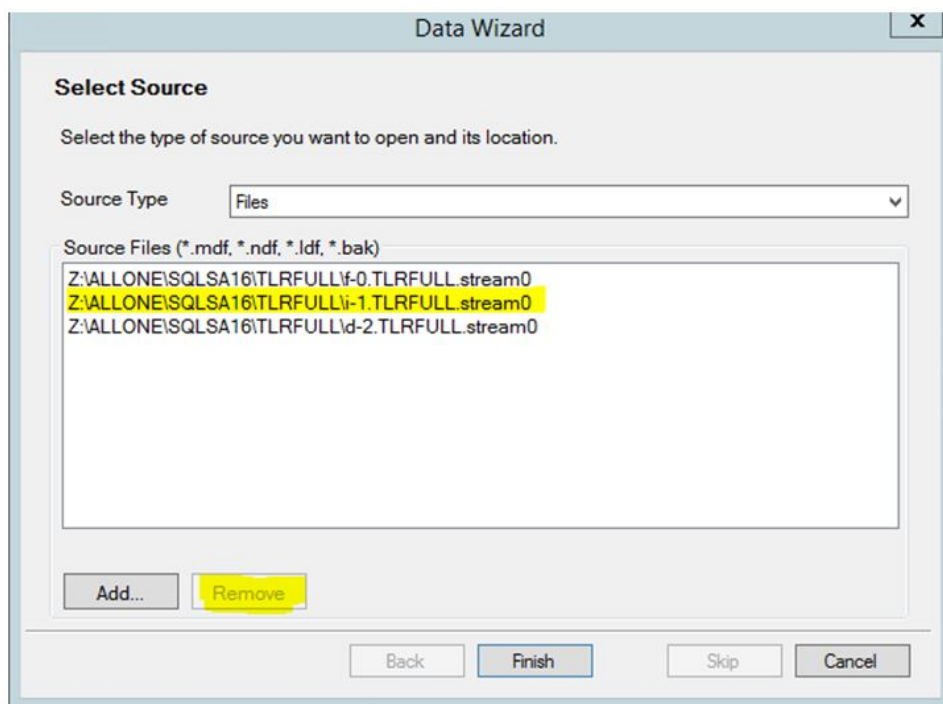 Data Wizard
x
Select Source
Select the type of source you want to open and its location.
Source Type
Files
Source Files (*.mdf, *.ndf, *.ldf, *.bak)
Z:\ALLONE\SQLSA16\TLRFULL\f-0.TLRFULL.stream0
Z:\ALLONE\SQLSA16\TLRFULL\i-1.TLRFULL.stream0
Z:\ALLONE\SQLSA16\TLRFULL\d-2.TLRFULL.stream0
Add... Remove
Back Finish Skip Cancel